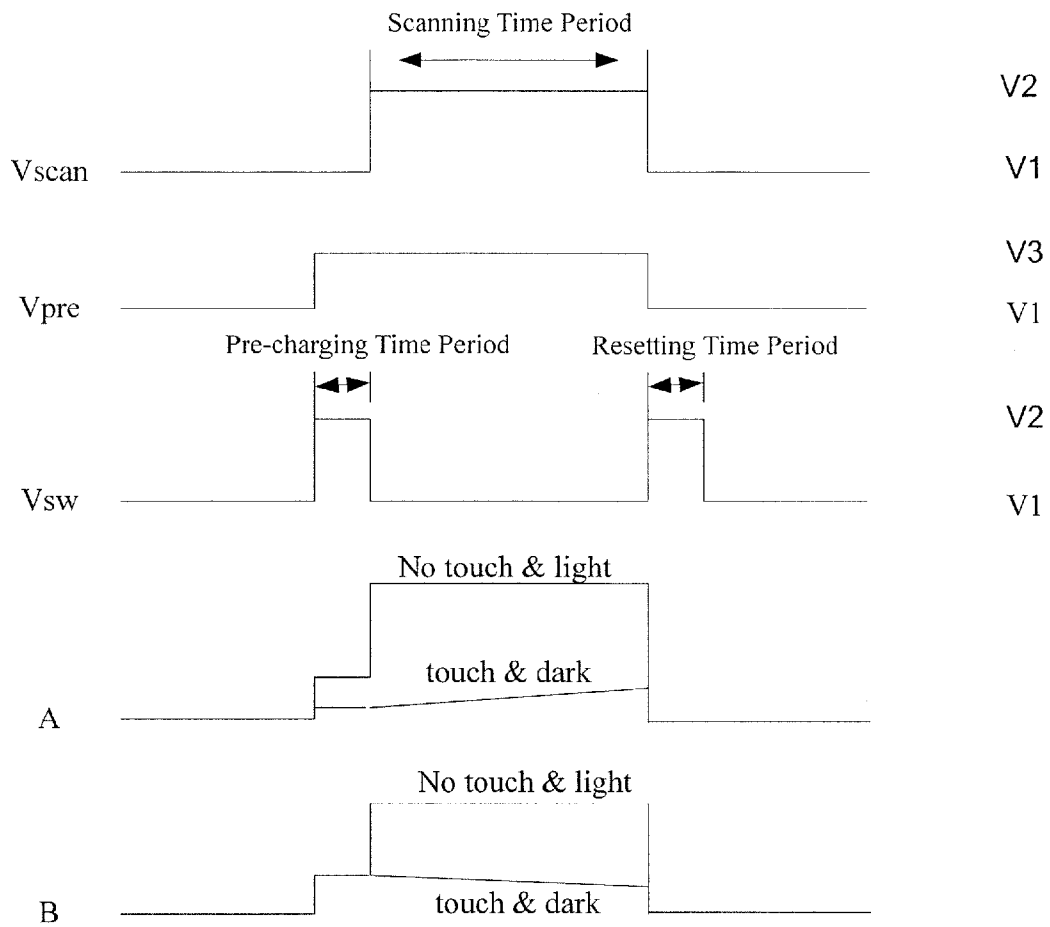 Scanning Time Period
V2
Vscan
V1
V3
Vpre
V1
Pre-charging Time Period
Resetting Time Period
V2
Vsw
V1
No touch & light
touch & dark
A
No touch & light
touch & dark
B